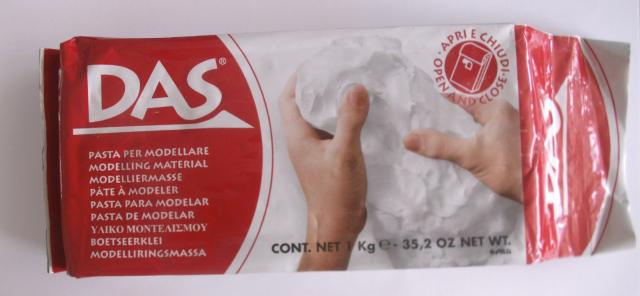 DAS®
PASTA PER MODELLARE
MODELLING MATERIAL
MODELLIERMASSE
PÂTE À MODELER
PASTA PARA MODELAR
PASTA DE MODELAR
ΥΛΙΚΟ ΜΟΝΤΕΛΙΣΜΟΥ
BOETSEERKLEI
MODELLIRINGSMASSA
APRI E CHIUDI
OPEN AND CLOSE
CONT. NET 1 Kg ℮ - 35,2 OZ NET WT.
DAS